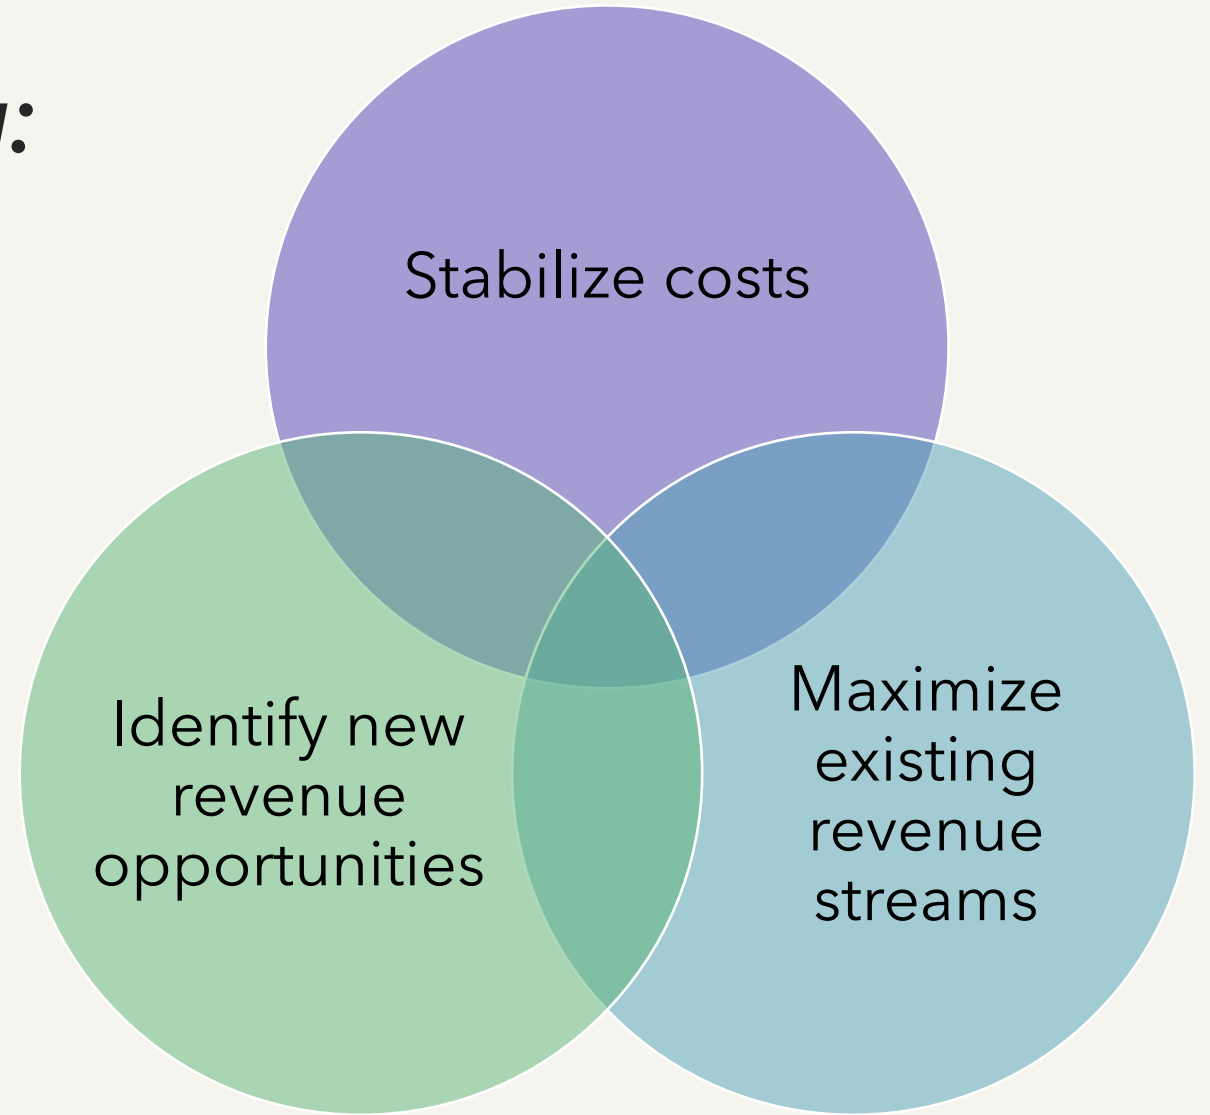 Stabilize costs
Identify new
revenue
opportunities
Maximize
existing
revenue
streams